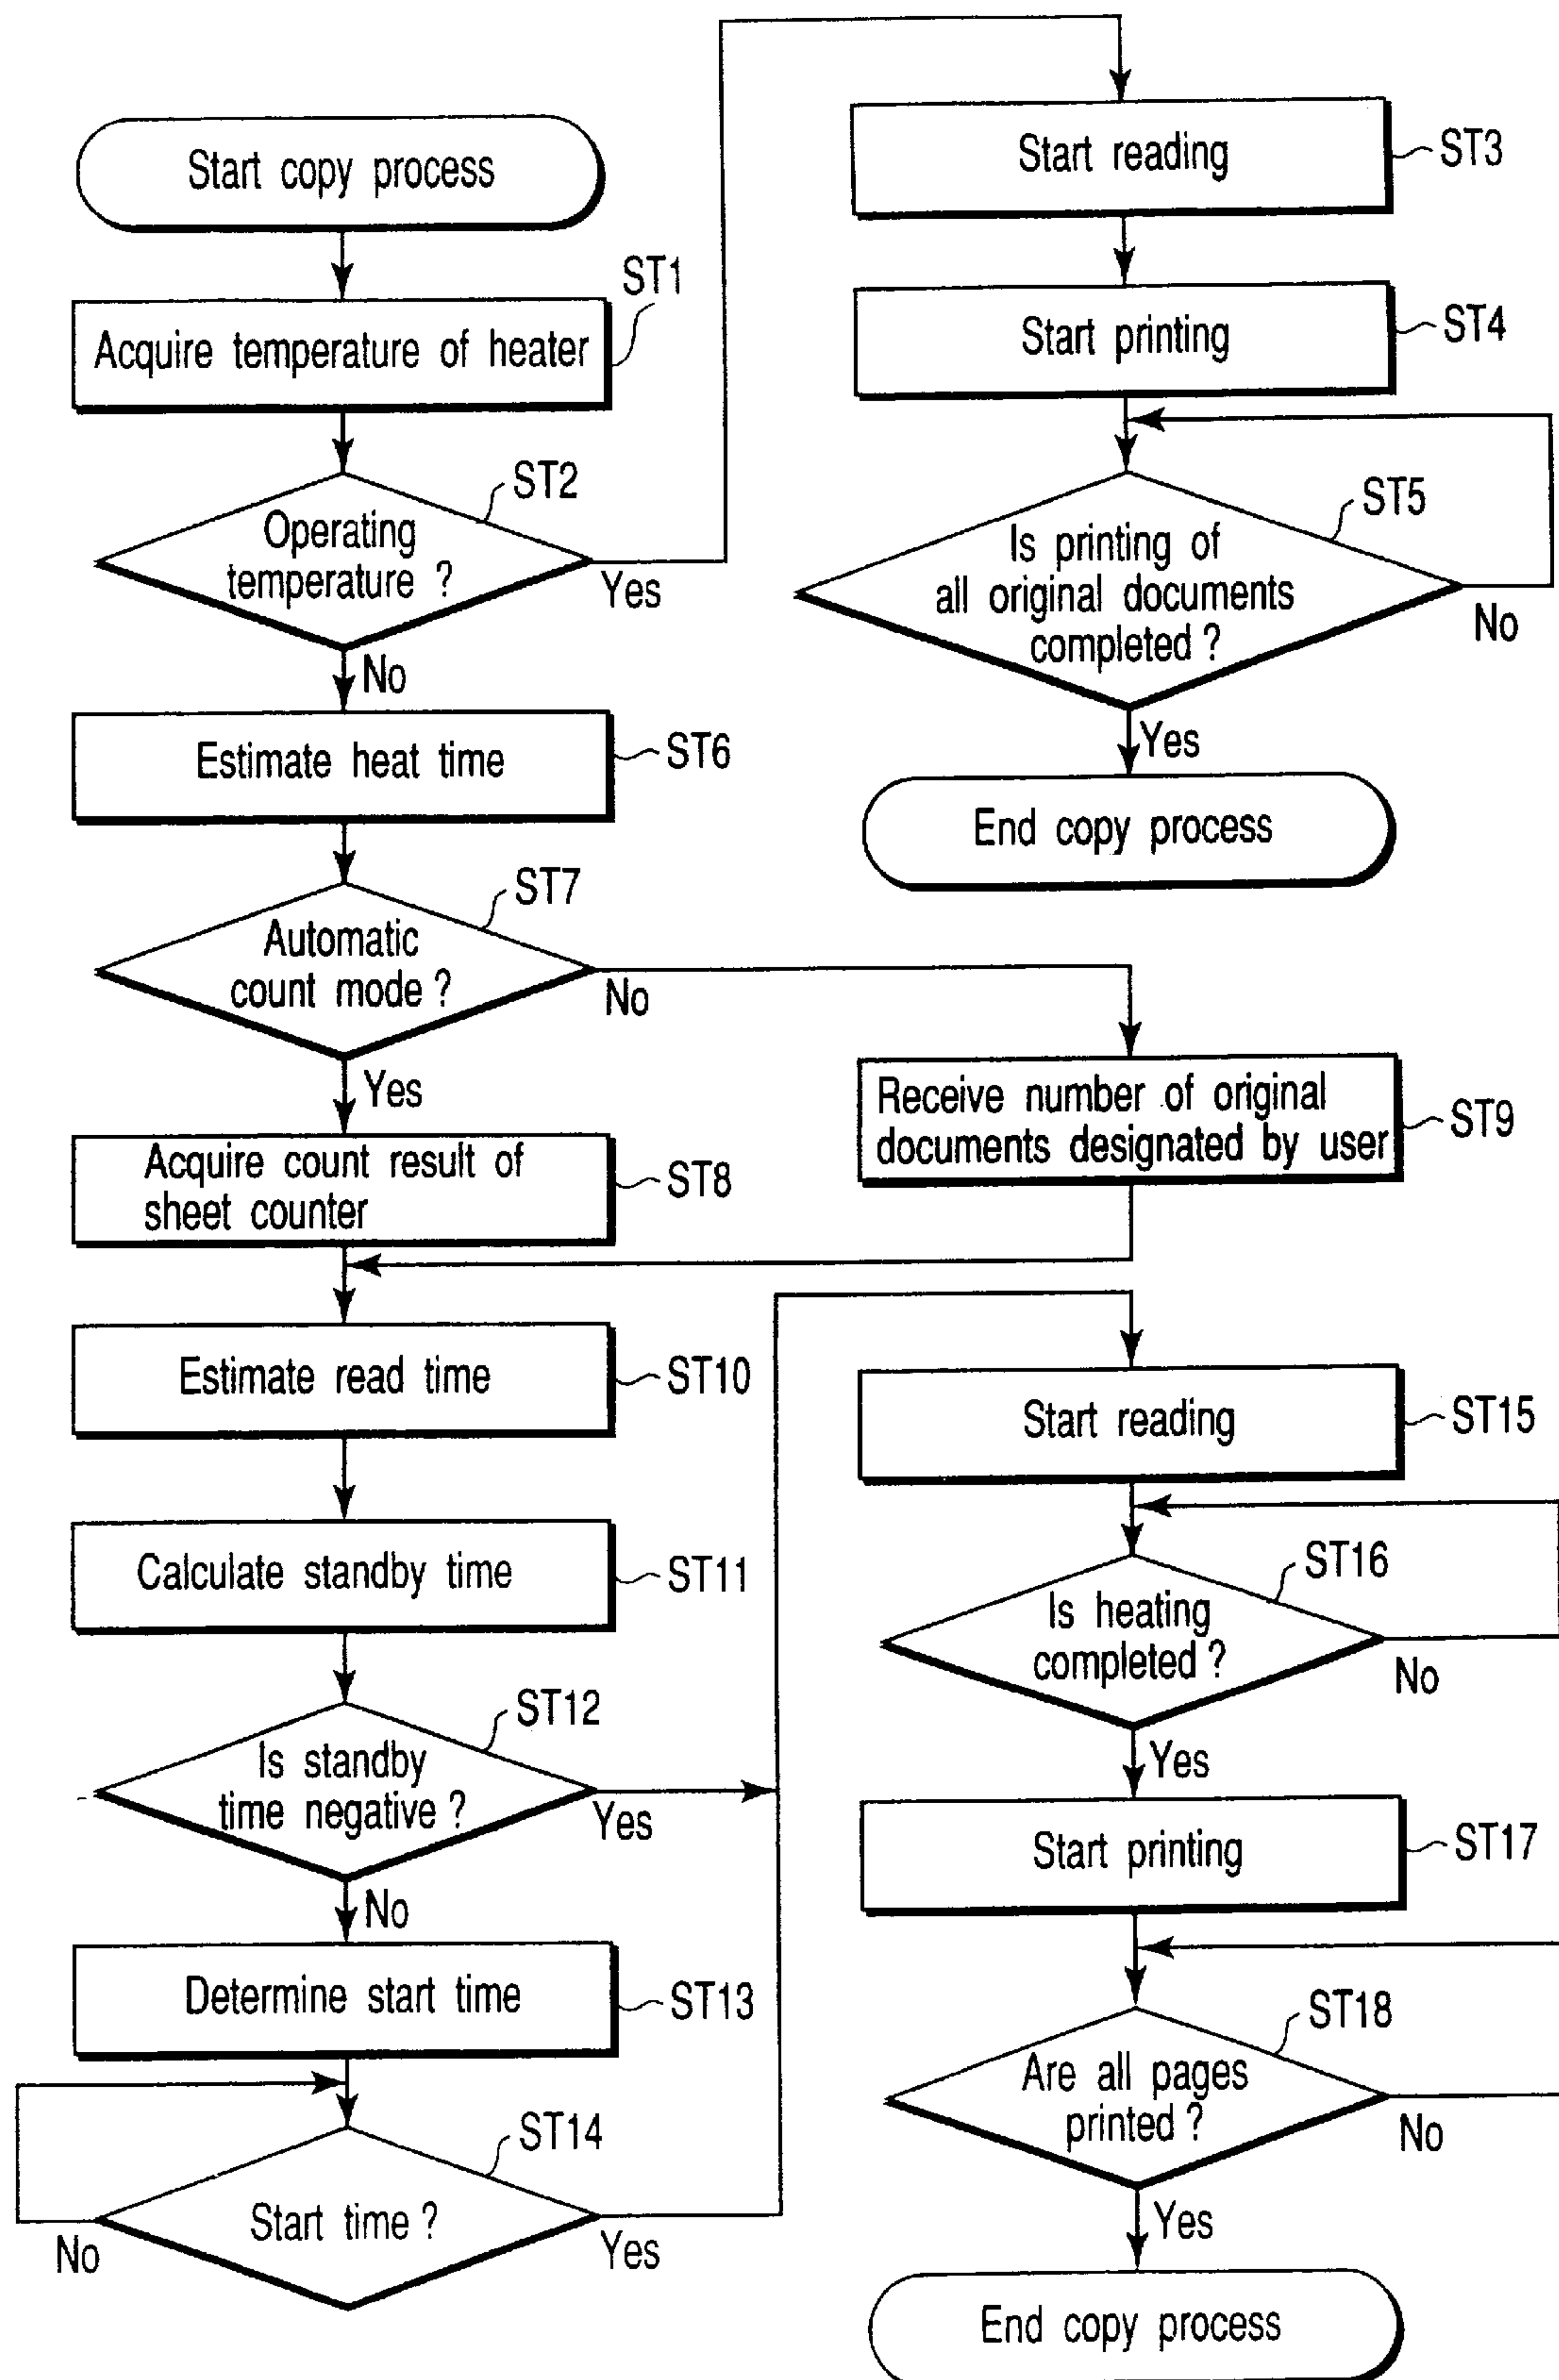 Start copy process
ST1
Acquire temperature of heater
ST2
Operating
temperature ?
Yes
No
Estimate heat time
ST6
ST7
Automatic
count mode ?
No
Yes
Acquire count result of
sheet counter
ST8
Receive number of original
documents designated by user
ST9
Estimate read time
ST10
Calculate standby time
ST11
ST12
Is standby
time negative ?
Yes
No
Determine start time
ST13
ST14
Start time ?
No
Yes
Start reading
ST3
Start printing
ST4
ST5
Is printing of
all original documents
completed ?
No
Yes
End copy process
Start reading
ST15
ST16
Is heating
completed ?
No
Yes
Start printing
ST17
ST18
Are all pages
printed ?
No
Yes
End copy process